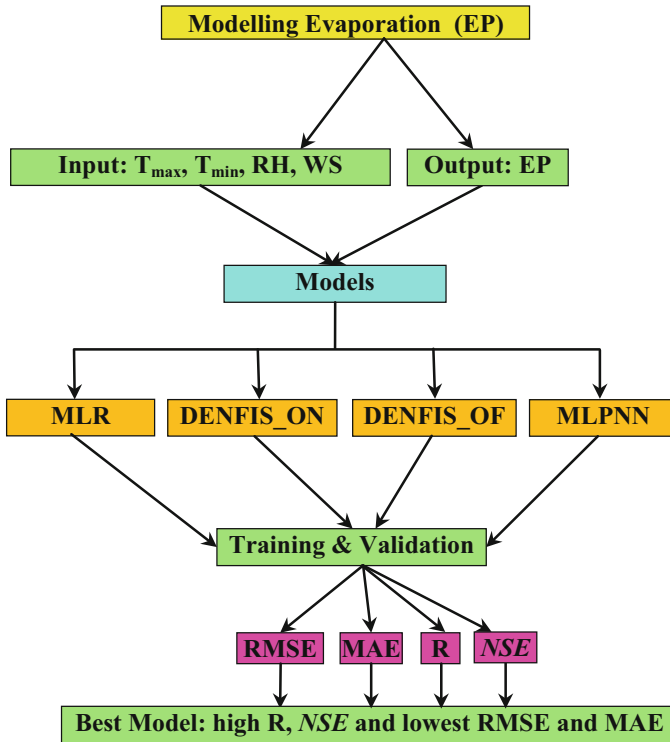 Modelling Evaporation (EP)
Input: Tmax, Tmin, RH, WS
Output: EP
Models
MLR
DENFIS_ON
DENFIS_OF
MLPNN
Training & Validation
RMSE
MAE
R
NSE
Best Model: high R, NSE and lowest RMSE and MAE